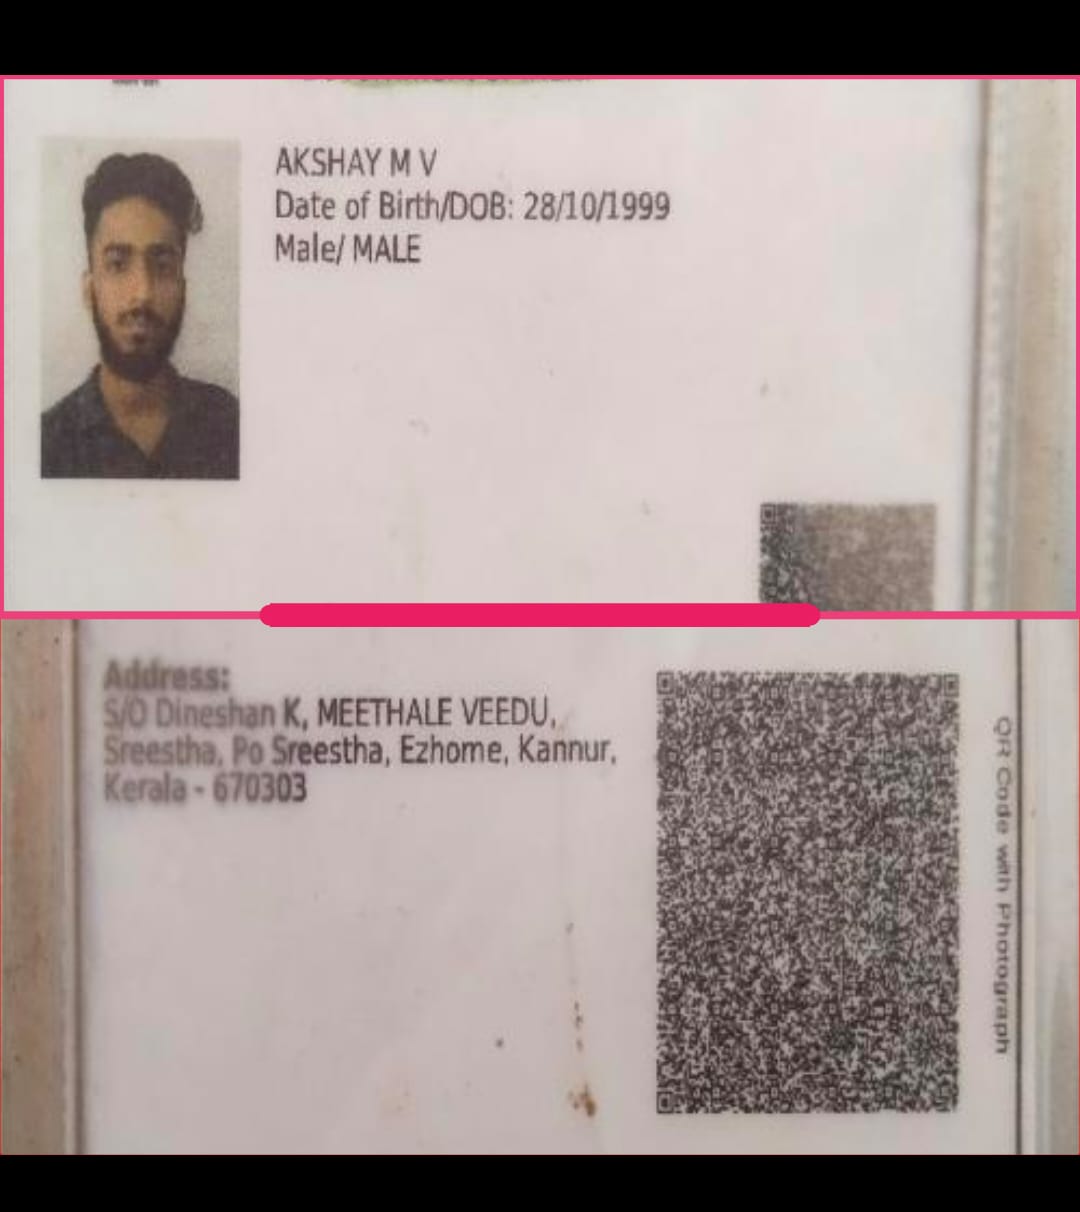 AKSHAY M V
Date of Birth/DOB: 28/10/1999
Male/ MALE
Address:
S/O Dineshan K, MEETHALE VEEDU,
Sreestha, Po Sreestha, Ezhome, Kannur,
Kerala - 670303
QR Code with Photograph